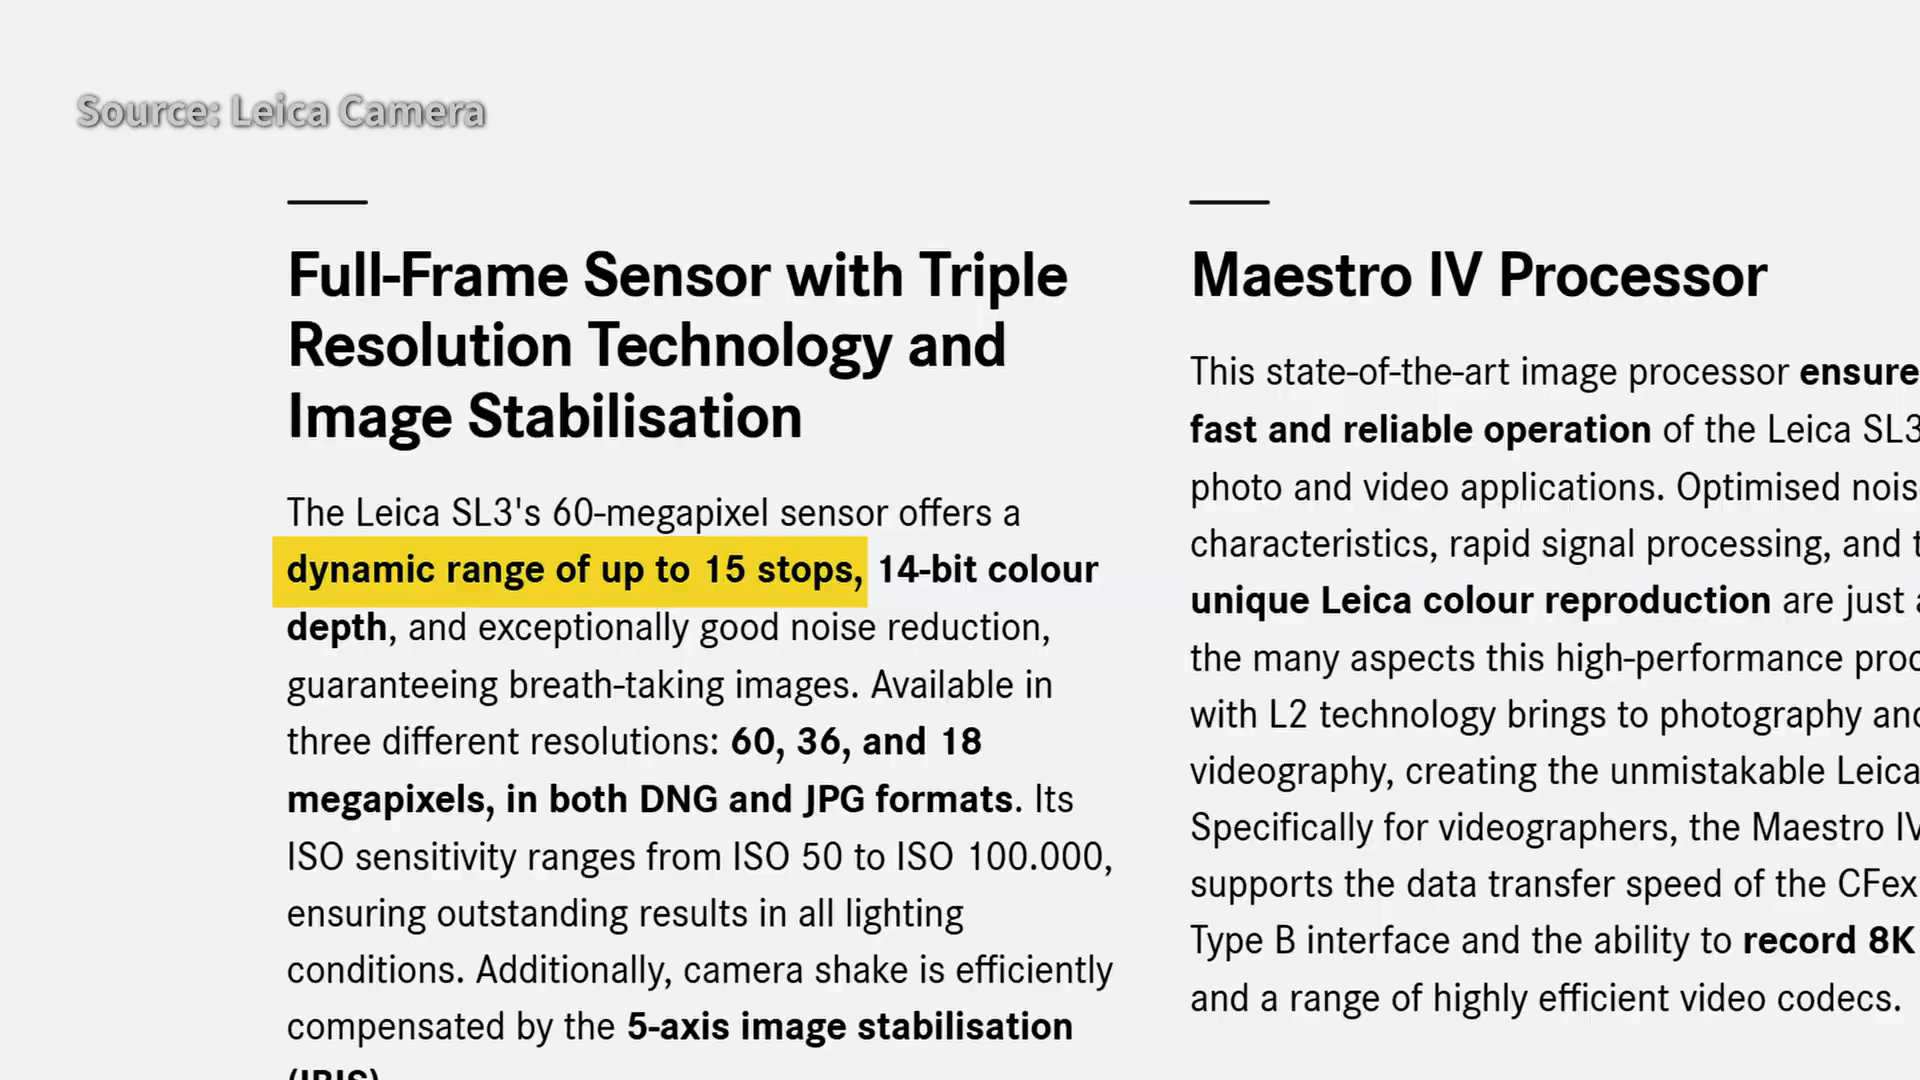 Source: Leica Camera
Full-Frame Sensor with Triple
Resolution Technology and
Image Stabilisation
The Leica SL3's 60-megapixel sensor offers a
dynamic range of up to 15 stops, 14-bit colour
depth, and exceptionally good noise reduction,
guaranteeing breath-taking images. Available in
three different resolutions: 60, 36, and 18
megapixels, in both DNG and JPG formats. Its
ISO sensitivity ranges from ISO 50 to ISO 100.000,
ensuring outstanding results in all lighting
conditions. Additionally, camera shake is efficiently
compensated by the 5-axis image stabilisation
(IBIS)
Maestro IV Processor
This state-of-the-art image processor ensure
fast and reliable operation of the Leica SL3
photo and video applications. Optimised nois
characteristics, rapid signal processing, and t
unique Leica colour reproduction are just a
the many aspects this high-performance proc
with L2 technology brings to photography and
videography, creating the unmistakable Leica
Specifically for videographers, the Maestro IV
supports the data transfer speed of the CFex
Type B interface and the ability to record 8K
and a range of highly efficient video codecs.